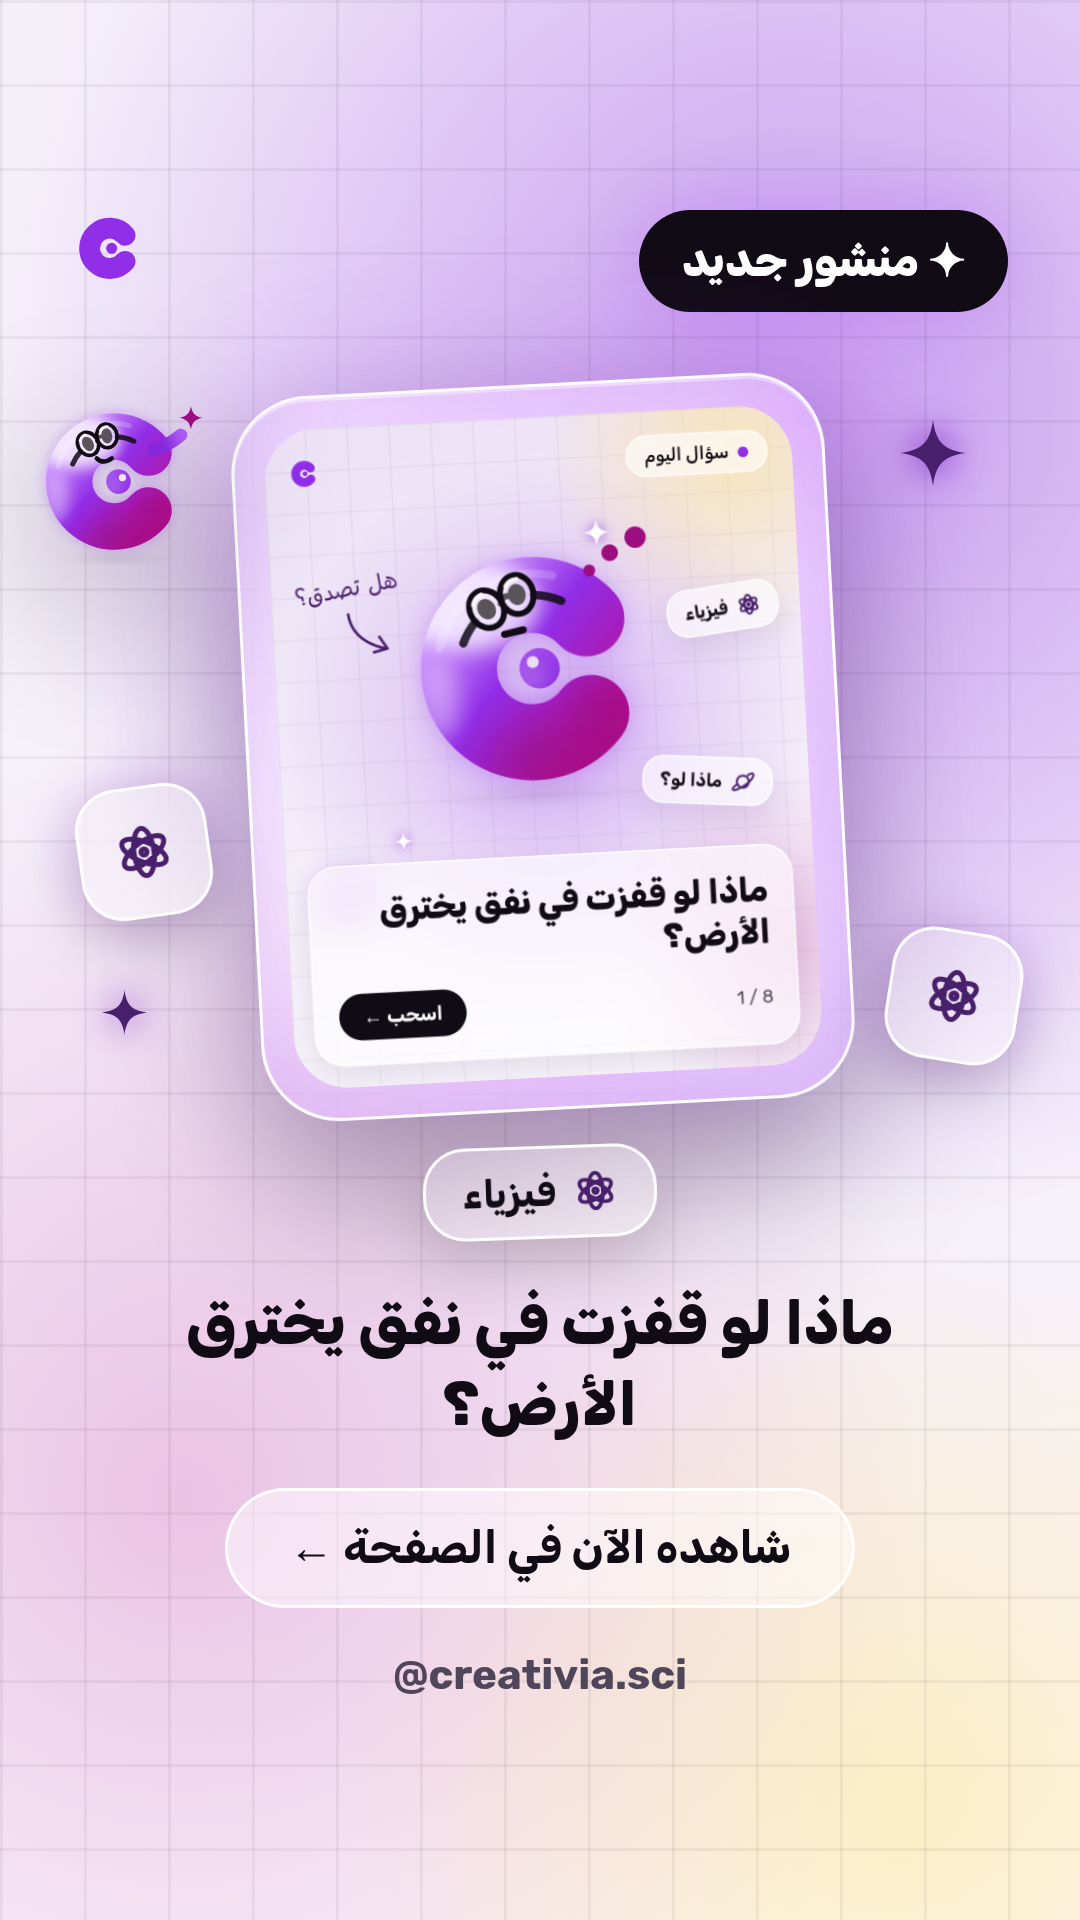 ✦ منشور جديد
سؤال اليوم
هل تصدق؟
فيزياء
ماذا لو؟
ماذا لو قفزت في نفق يخترق
الأرض؟
1 / 8
اسحب ←
فيزياء
ماذا لو قفزت في نفق يخترق
الأرض؟
شاهده الآن في الصفحة ←
@creativia.sci